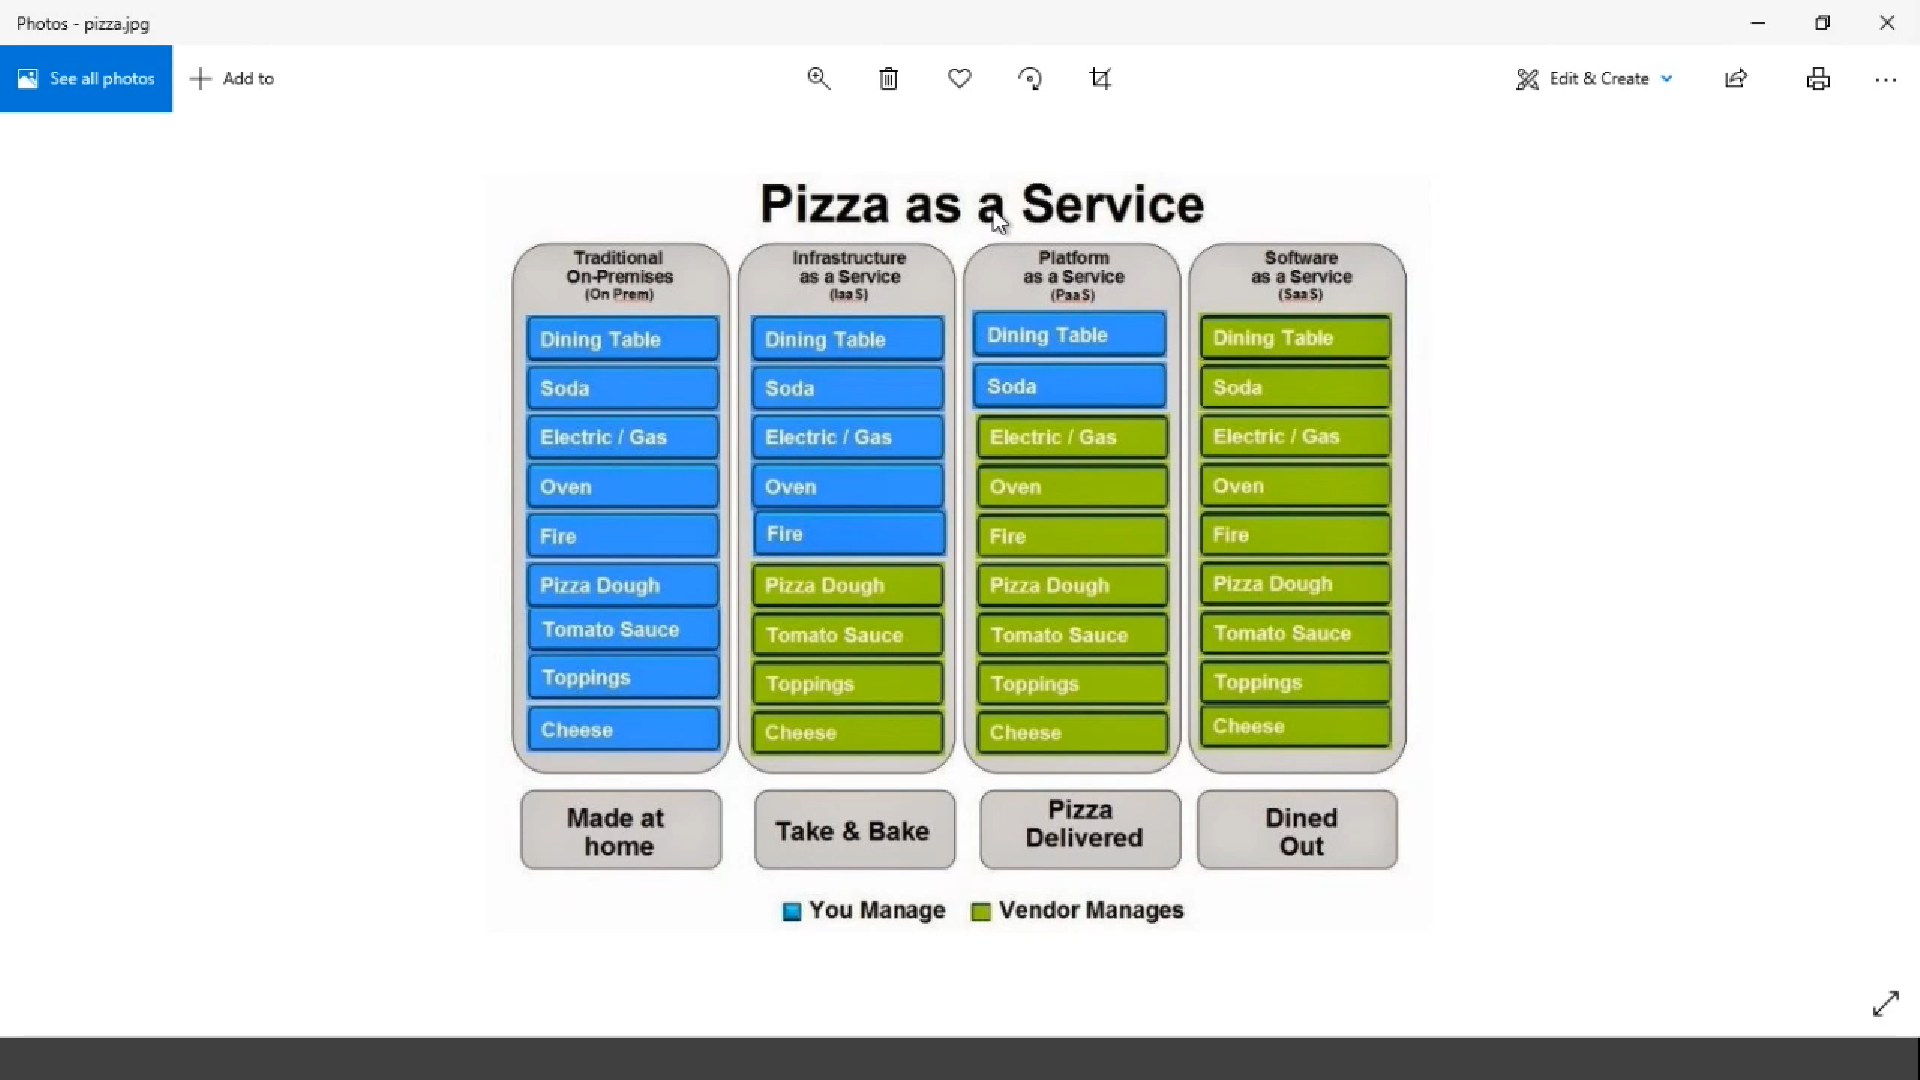 Photos - pizza.jpg
See all photos
Add to
Edit & Create
Pizza as a Service
Traditional
On-Premises
(On Prem)
Dining Table
Soda
Electric / Gas
Oven
Fire
Pizza Dough
Tomato Sauce
Toppings
Cheese
Made at
home
Infrastructure
as a Service
(IaaS)
Dining Table
Soda
Electric / Gas
Oven
Fire
Pizza Dough
Tomato Sauce
Toppings
Cheese
Take & Bake
Platform
as a Service
(PaaS)
Dining Table
Soda
Electric / Gas
Oven
Fire
Pizza Dough
Tomato Sauce
Toppings
Cheese
Pizza
Delivered
Software
as a Service
(SaaS)
Dining Table
Soda
Electric / Gas
Oven
Fire
Pizza Dough
Tomato Sauce
Toppings
Cheese
Dined
Out
You Manage
Vendor Manages